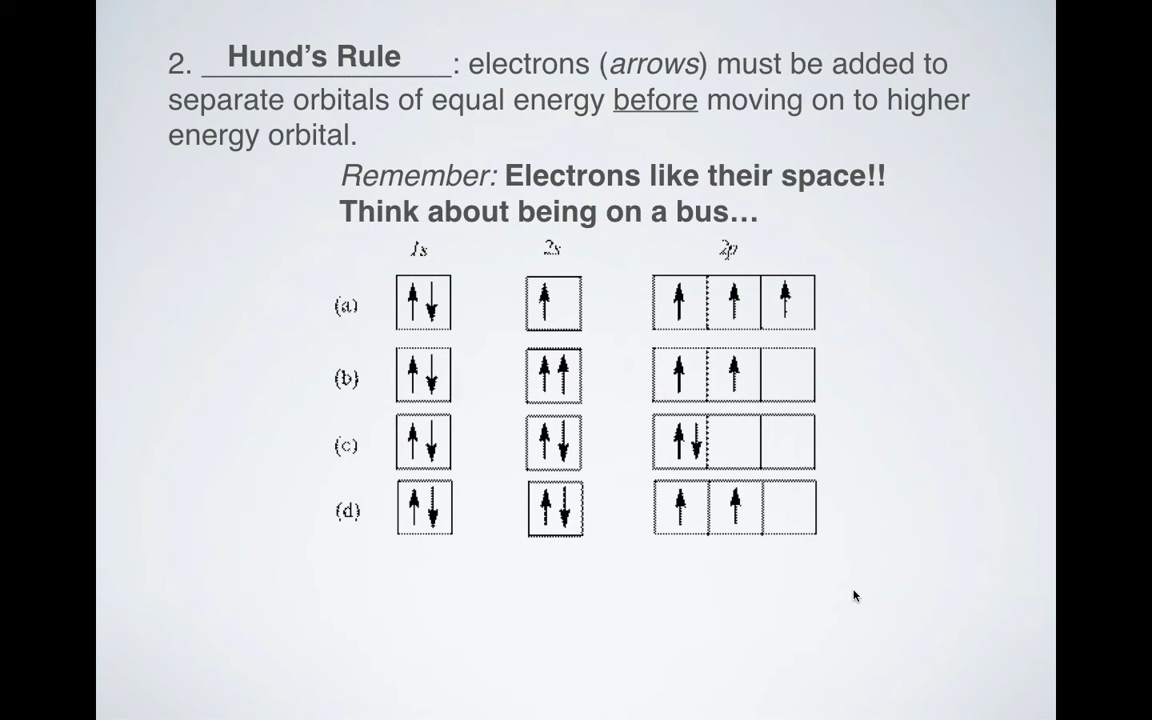 2. Hund's Rule : electrons (arrows) must be added to
separate orbitals of equal energy before moving on to higher
energy orbital.
Remember: Electrons like their space!!
Think about being on a bus…
1s 2s 2p
(a)
(b)
(c)
(d)